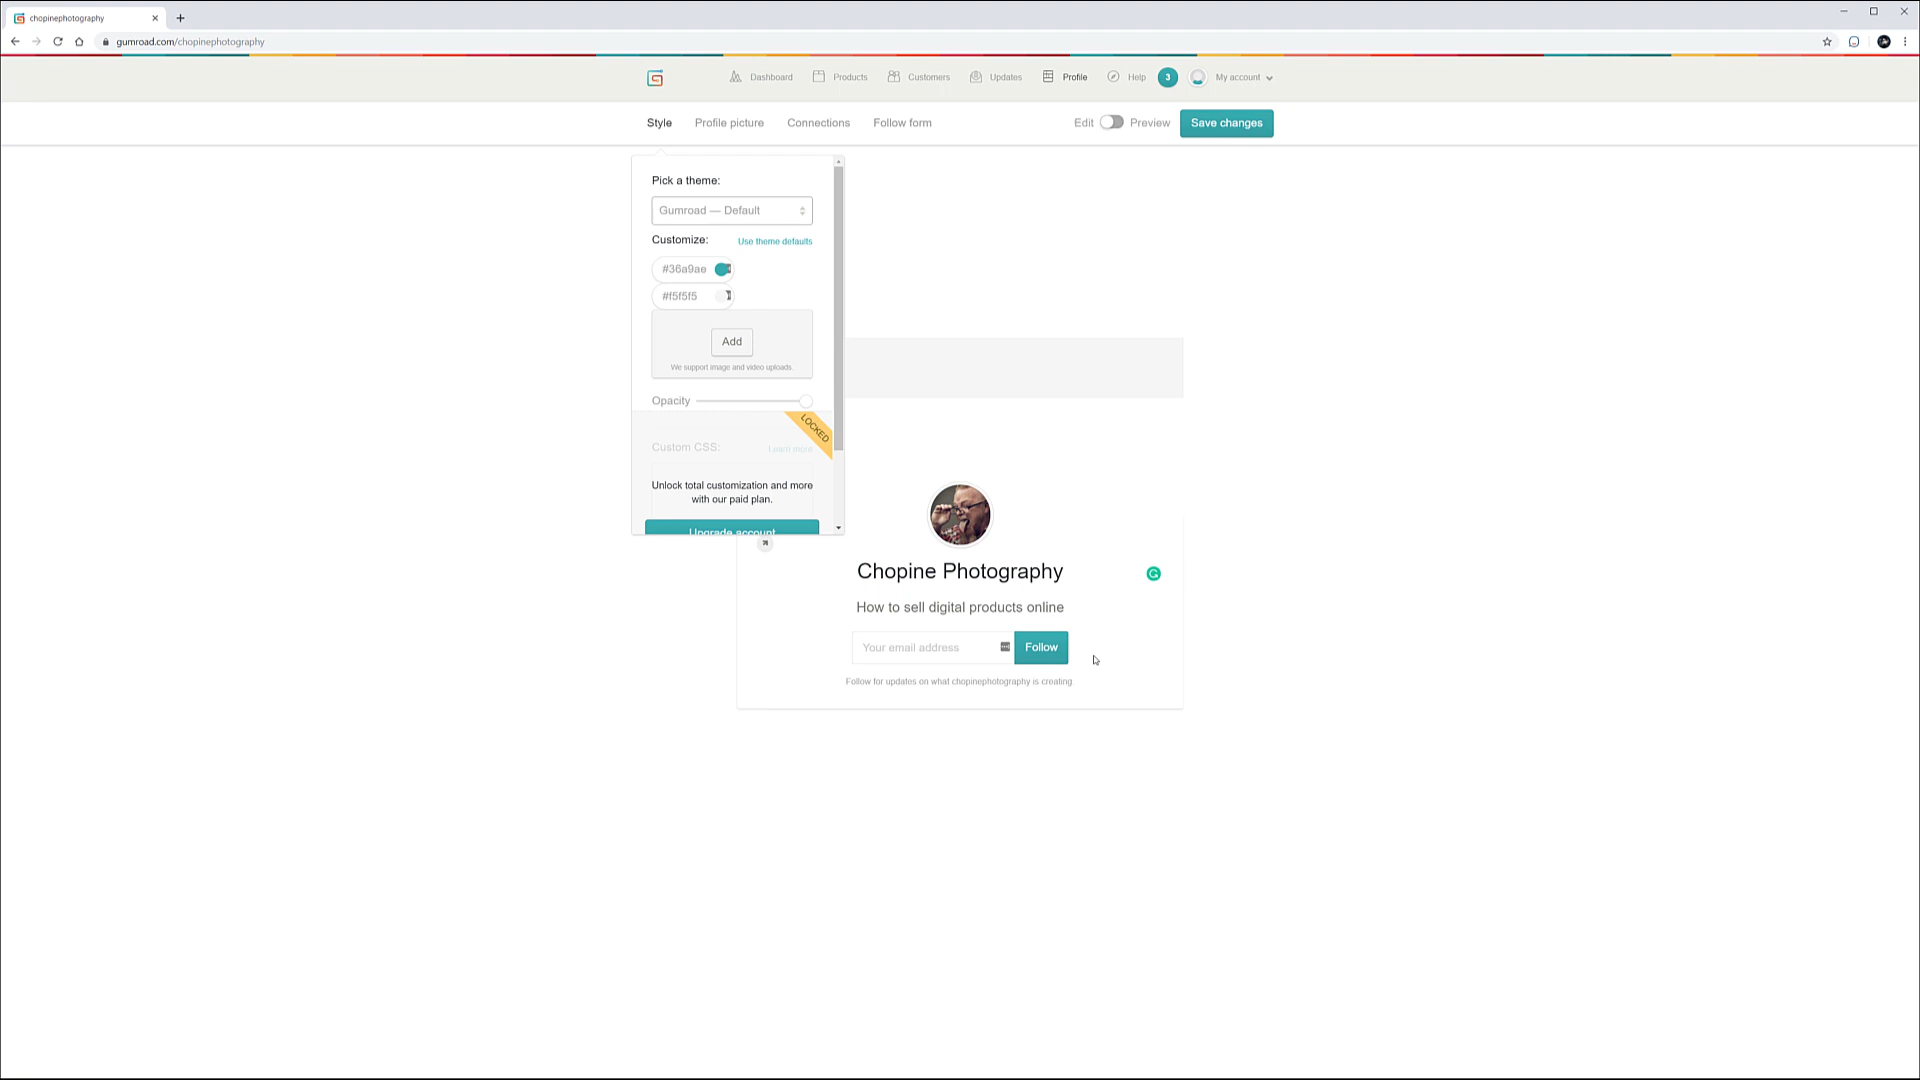 chopinephotography
gumroad.com/chopinephotography
Dashboard
Products
Customers
Updates
Profile
Help
3
My account
Style
Profile picture
Connections
Follow form
Edit
Preview
Save changes
Pick a theme:
Gumroad — Default
Customize:
Use theme defaults
#36a9ae
#f5f5f5
Add
We support image and video uploads.
Opacity
LOCKED
Custom CSS:
Learn more
Unlock total customization and more
with our paid plan.
Upgrade account
Chopine Photography
How to sell digital products online
Your email address
Follow
Follow for updates on what chopinephotography is creating.